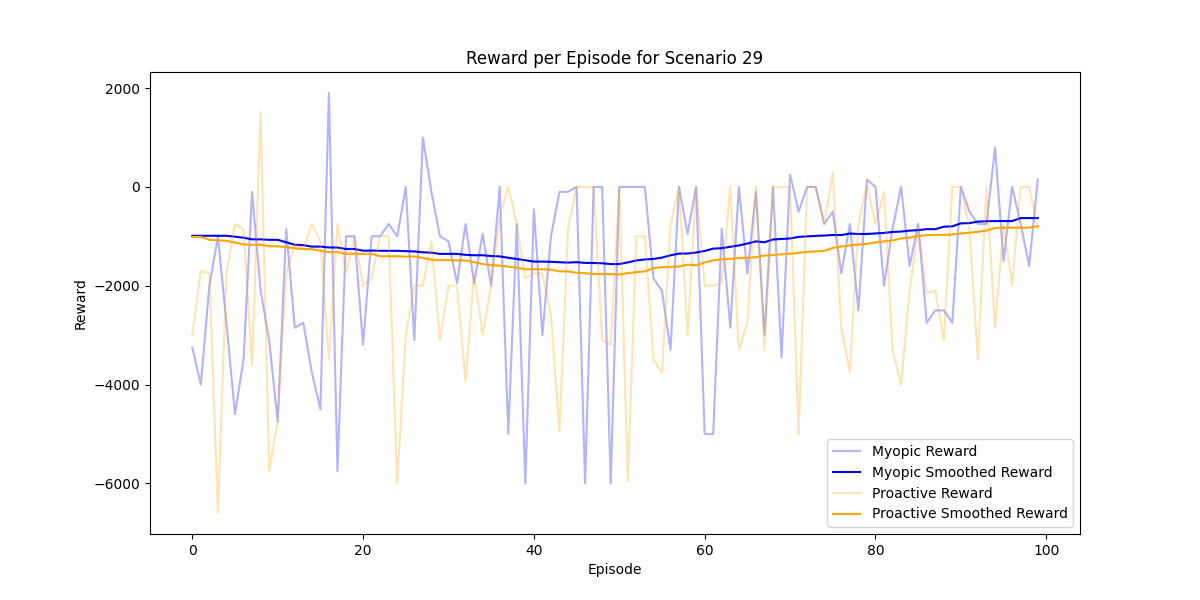 Reward per Episode for Scenario 29
Reward
2000
0
−2000
−4000
−6000
0
20
40
60
80
100
Episode
Myopic Reward
Myopic Smoothed Reward
Proactive Reward
Proactive Smoothed Reward